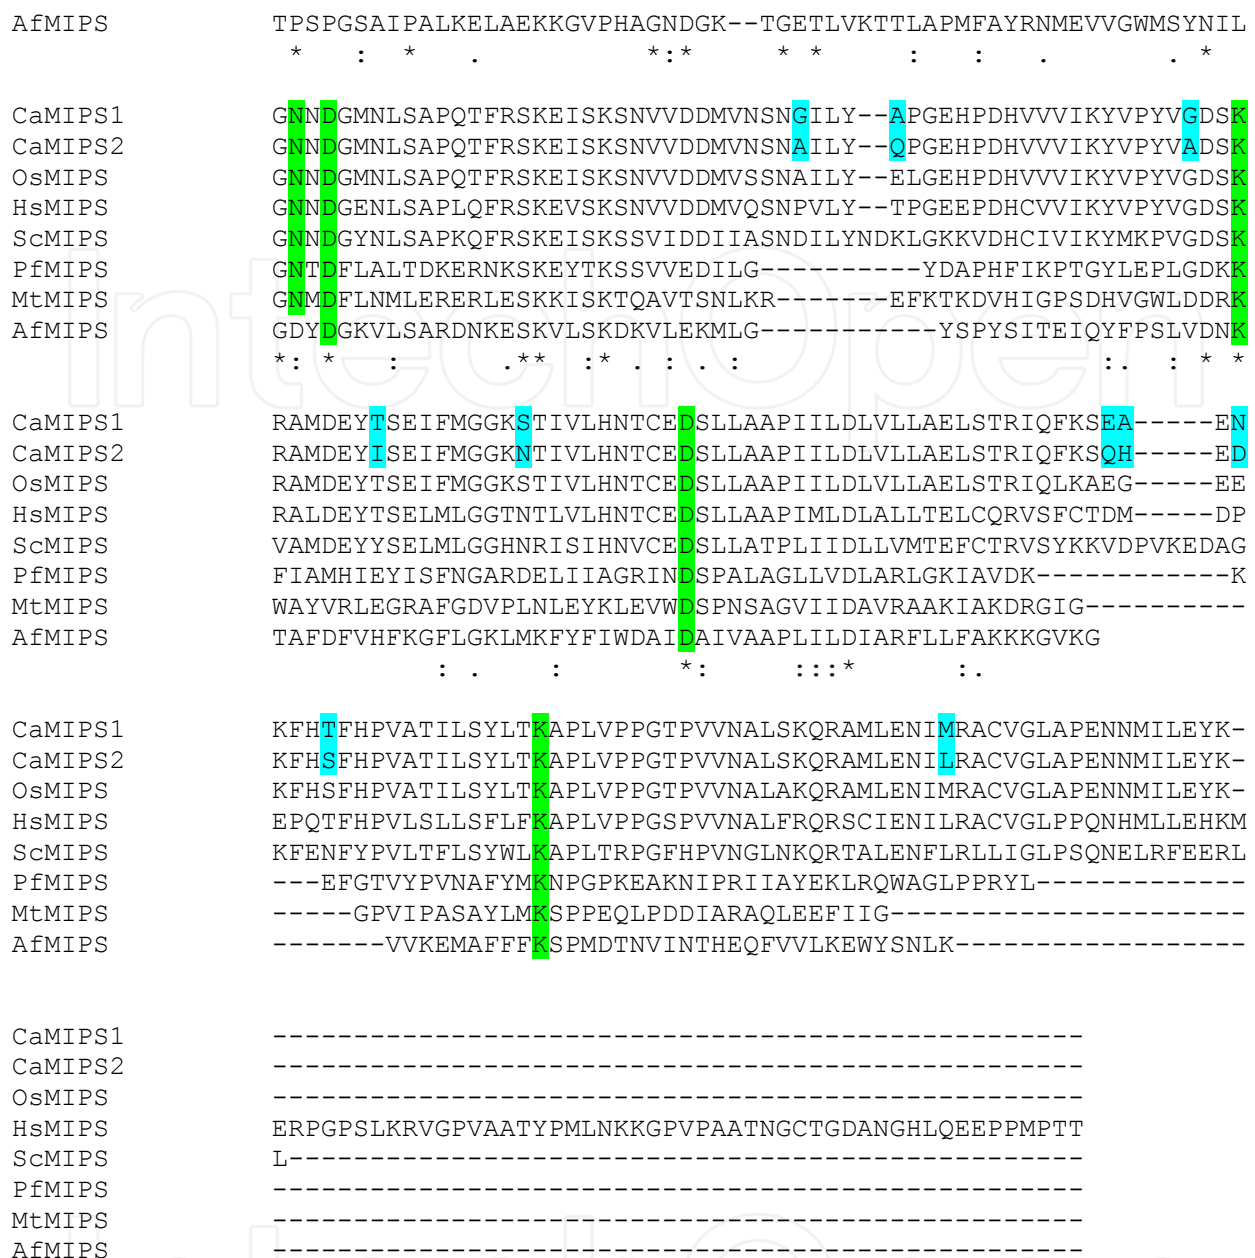 AfMIPS TPSPGSAIPALKELAEKKGVPHAGNDGK--TGETLVKTTLAPMFAYRNMEVVGWMSYNIL
* : * . *:* * * : : . . *
CaMIPS1 GNNDGMNLSAPQTFRSKEISKSNVVDDMVNSNGILY--APGEHPDHVVVIKYVPYVGDSK
CaMIPS2 GNNDGMNLSAPQTFRSKEISKSNVVDDMVNSNAILY--QPGEHPDHVVVIKYVPYVADSK
OsMIPS GNNDGMNLSAPQTFRSKEISKSNVVDDMVSSNAILY--ELGEHPDHVVVIKYVPYVGDSK
HsMIPS GNNDGENLSAPLQFRSKEVSKSNVVDDMVQSNPVLY--TPGEEPDHCVVIKYVPYVGDSK
ScMIPS GNNDGYNLSAPKQFRSKEISKSSVIDDIIASNDILYNDKLGKKVDHCIVIKYMKPVGDSK
PfMIPS GNTDFLALTDKERNKSKEYTKSSVVEDILG----------YDAPHFIKPTGYLEPLGDKK
MtMIPS GNMDFLNMLERERLESKKISKTQAVTSNLKR-------EFKTKDVHIGPSDHVGWLDDRK
AfMIPS GDYDGKVLSARDNKESKVLSKDKVLEKMLG-----------YSPYSITEIQYFPSLVDNK
*: * : .** :* . : . : :. : * *
CaMIPS1 RAMDEYTSEIFMGGKSTIVLHNTCEDSLLAAPIILDLVLLAELSTRIQFKSEA-----EN
CaMIPS2 RAMDEYISEIFMGGKNTIVLHNTCEDSLLAAPIILDLVLLAELSTRIQFKSQH-----ED
OsMIPS RAMDEYTSEIFMGGKSTIVLHNTCEDSLLAAPIILDLVLLAELSTRIQLKAEG-----EE
HsMIPS RALDEYTSELMLGGTNTLVLHNTCEDSLLAAPIMLDLALLTELCQRVSFCTDM-----DP
ScMIPS VAMDEYYSELMLGGHNRISIHNVCEDSLLATPLIIDLLVMTEFCTRVSYKKVDPVKEDAG
PfMIPS FIAMHIEYISFNGARDELIIAGRINDSPALAGLLVDLARLGKIAVDK------------K
MtMIPS WAYVRLEGRAFGDVPLNLEYKLEVWDSPNSAGVIIDAVRAAKIAKDRGIG----------
AfMIPS TAFDFVHFKGFLGKLMKFYFIWDAIDAIVAAPLILDIARFLLFAKKKGVKG
: . : *: :::* :.
CaMIPS1 KFHTFHPVATILSYLTKAPLVPPGTPVVNALSKQRAMLENIMRACVGLAPENNMILEYK-
CaMIPS2 KFHSFHPVATILSYLTKAPLVPPGTPVVNALSKQRAMLENILRACVGLAPENNMILEYK-
OsMIPS KFHSFHPVATILSYLTKAPLVPPGTPVVNALAKQRAMLENIMRACVGLAPENNMILEYK-
HsMIPS EPQTFHPVLSLLSFLFKAPLVPPGSPVVNALFRQRSCIENILRACVGLPPQNHMLLEHKM
ScMIPS KFENFYPVLTFLSYWLKAPLTRPGFHPVNGLNKQRTALENFLRLLIGLPSQNELRFEERL
PfMIPS ---EFGTVYPVNAFYMKNPGPKEAKNIPRIIAYEKLRQWAGLPPRYL-------------
MtMIPS -----GPVIPASAYLMKSPPEQLPDDIARAQLEEFIIG----------------------
AfMIPS -------VVKEMAFFFKSPMDTNVINTHEQFVVLKEWYSNLK------------------
CaMIPS1 --------------------------------------------------
CaMIPS2 --------------------------------------------------
OsMIPS --------------------------------------------------
HsMIPS ERPGPSLKRVGPVAATYPMLNKKGPVPAATNGCTGDANGHLQEEPPMPTT
ScMIPS L-------------------------------------------------
PfMIPS --------------------------------------------------
MtMIPS --------------------------------------------------
AfMIPS --------------------------------------------------
IntechOpen